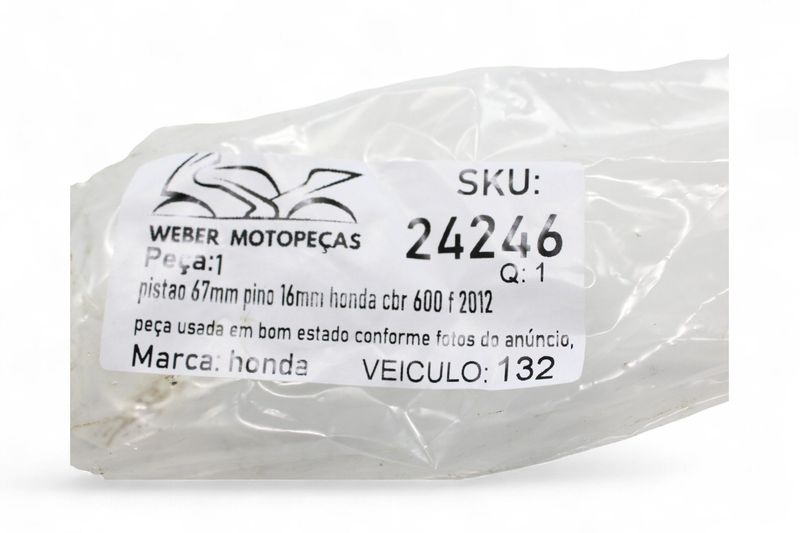 WEBER MOTOPEÇAS
SKU:
24246
Peça:1
Q: 1
pistao 67mm pino 16mm honda cbr 600 f 2012
peça usada em bom estado conforme fotos do anúncio,
Marca: honda
VEICULO: 132